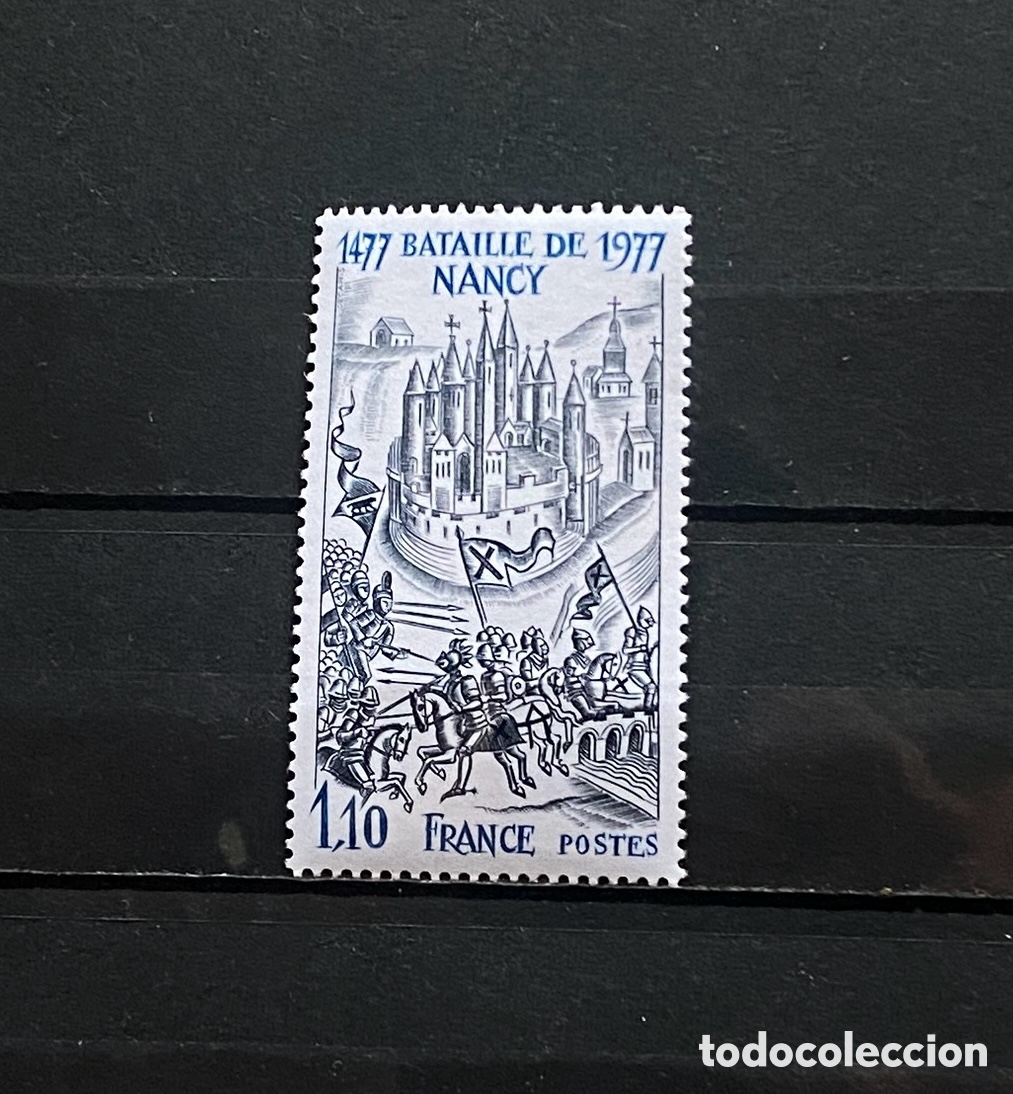 1477 BATAILLE DE 1977
NANCY
1,10 FRANCE POSTES
todocoleccion